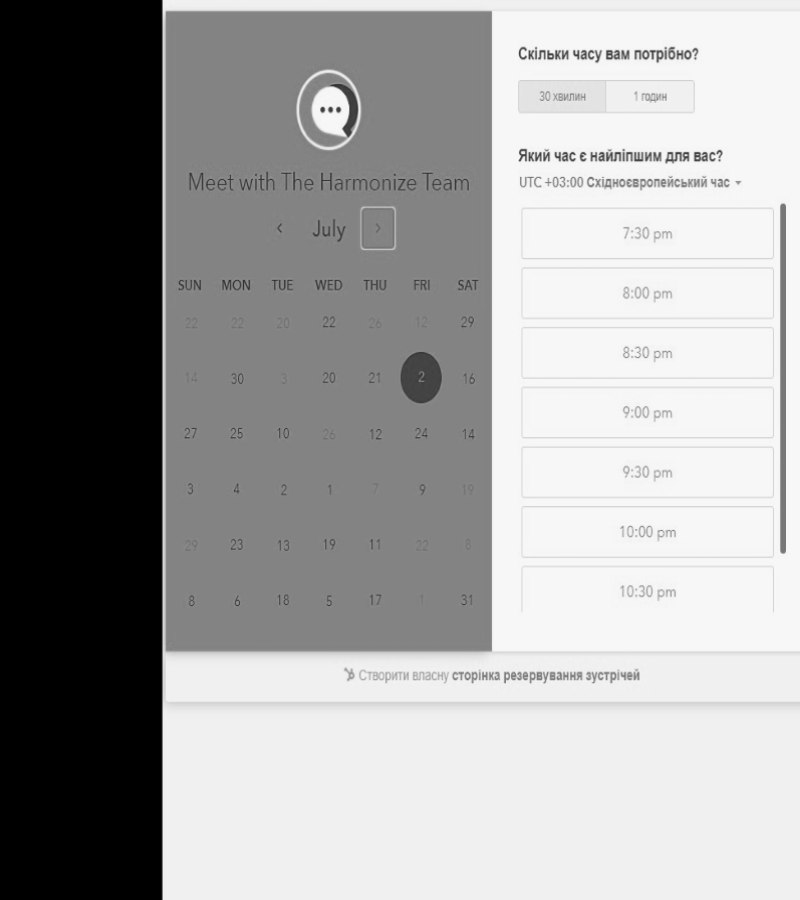 Meet with The Harmonize Team
July
SUN MON TUE WED THU FRI SAT
22 22 20 22 26 12 29
14 30 3 20 21 2 16
27 25 10 26 12 24 14
3 4 2 1 7 9 19
29 23 13 19 11 22 8
8 6 18 5 17 1 31
Скільки часу вам потрібно?
30 хвилин 1 годин
Який час є найліпшим для вас?
UTC +03:00 Східноєвропейський час
7:30 pm
8:00 pm
8:30 pm
9:00 pm
9:30 pm
10:00 pm
10:30 pm
Створити власну сторінка резервування зустрічей